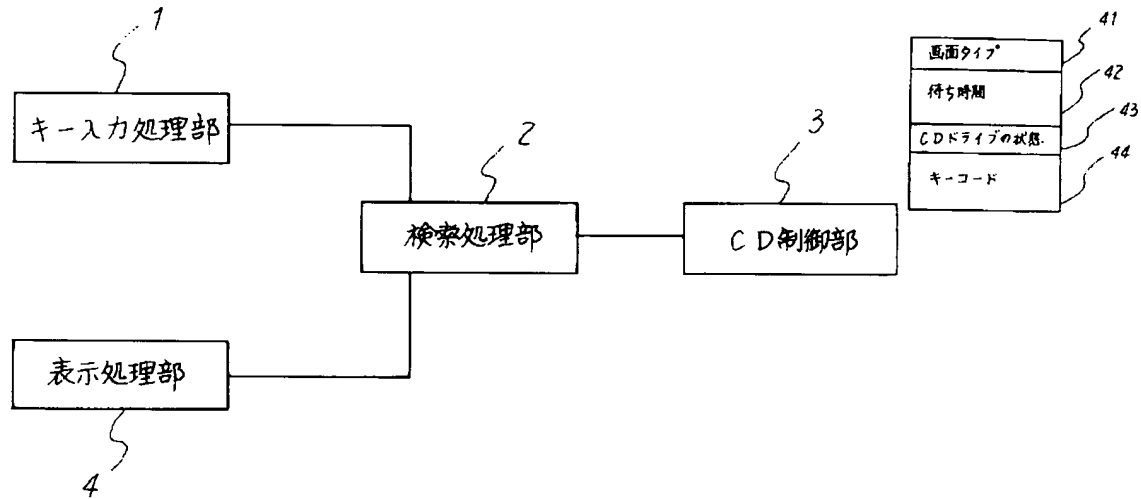 1
キー入力処理部
2
検索処理部
3
CD制御部
表示処理部
4
画面タイプ
41
待ち時間
42
CDドライブの状態.
43
キーコード
44